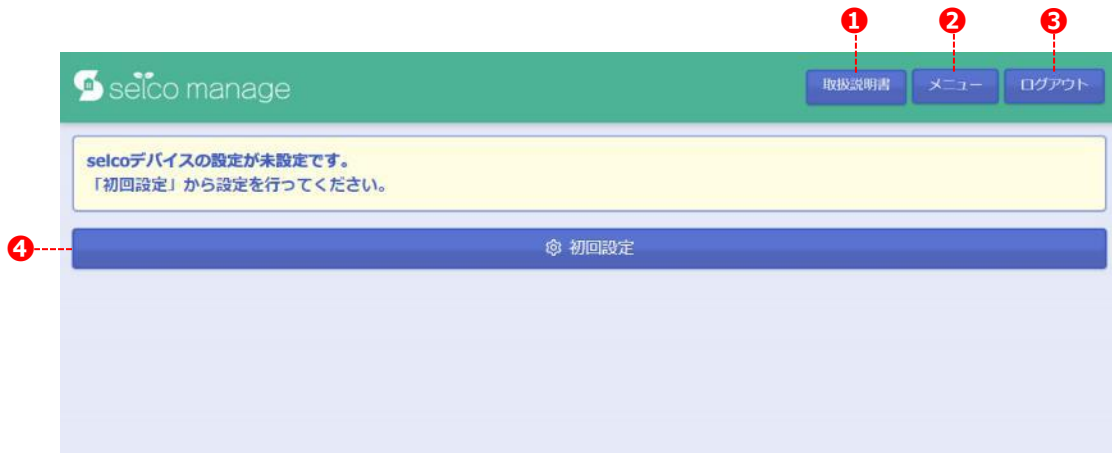 ❶ ❷ ❸
selco manage
取扱説明書 メニュー ログアウト
selcoデバイスの設定が未設定です。
「初回設定」から設定を行ってください。
❹ 初回設定